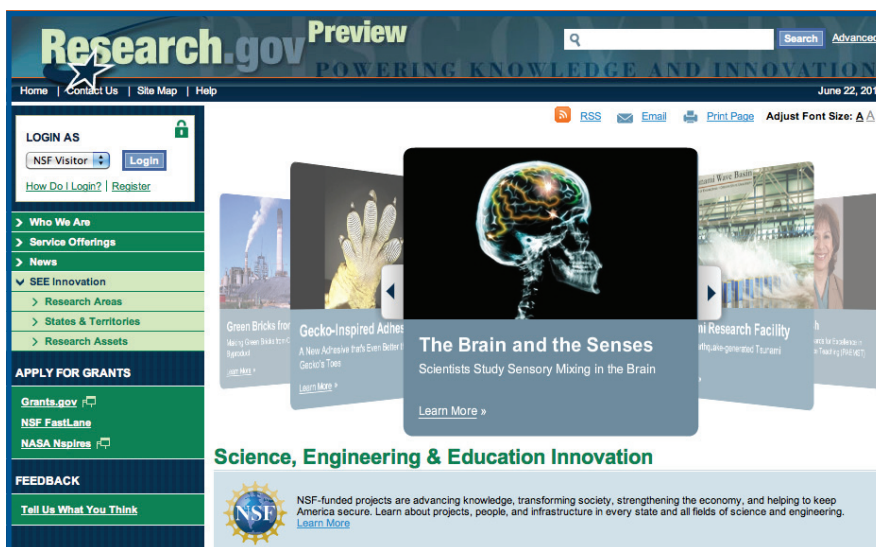 Research.gov Preview
Search Advanced
POWERING KNOWLEDGE AND INNOVATION
Home | Contact Us | Site Map | Help
June 22, 201
RSS Email Print Page Adjust Font Size: A A
LOGIN AS
NSF Visitor Login
How Do I Login? | Register
Who We Are
Service Offerings
News
SEE Innovation
Research Areas
States & Territories
Research Assets
APPLY FOR GRANTS
Grants.gov
NSF FastLane
NASA Nspires
FEEDBACK
Tell Us What You Think
Green Bricks from
Learn More »
Gecko-Inspired Adhes
A New Adhesive that's Even Better t
Gecko's Toes
Learn More »
The Brain and the Senses
Scientists Study Sensory Mixing in the Brain
Learn More »
Wave Basin
mi Research Facility
thquake-generated Tsunami
Science, Engineering & Education Innovation
NSF
NSF-funded projects are advancing knowledge, transforming society, strengthening the economy, and helping to keep
America secure. Learn about projects, people, and infrastructure in every state and all fields of science and engineering.
Learn More